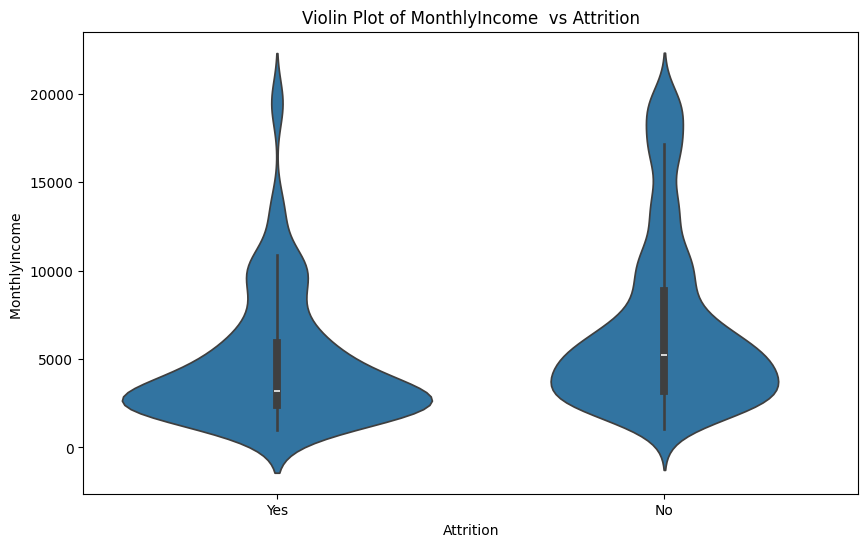 Violin Plot of MonthlyIncome  vs Attrition
20000
15000
10000
5000
0
MonthlyIncome
Yes
No
Attrition